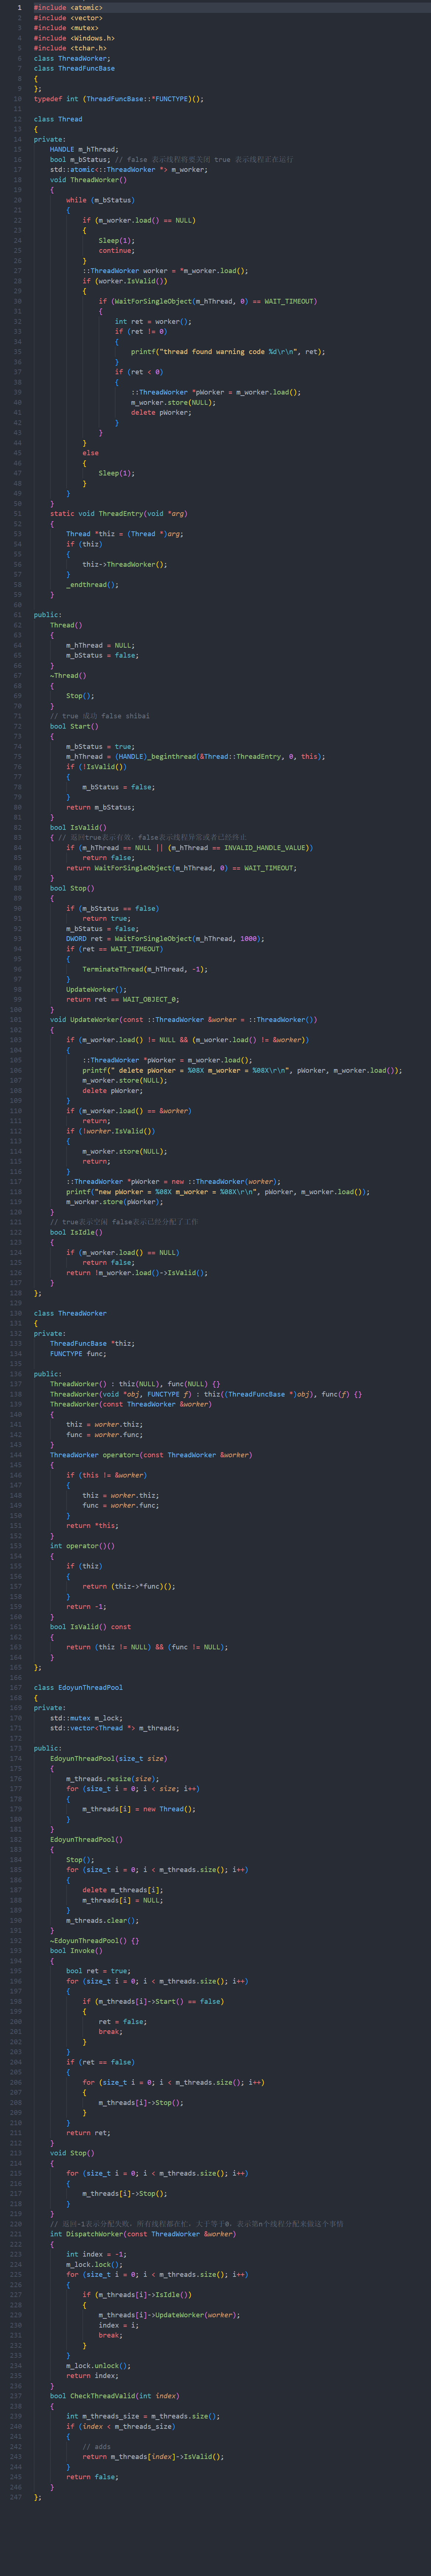 1 #include <atomic>
2 #include <vector>
3 #include <mutex>
4 #include <Windows.h>
5 #include <tchar.h>
6 class ThreadWorker;
7 class ThreadFuncBase
8 {
9 };
10 typedef int (ThreadFuncBase::*FUNCTYPE)();
11
12 class Thread
13 {
14 private:
15     HANDLE m_hThread;
16     bool m_bStatus; // false 表示线程将要关闭 true 表示线程正在运行
17     std::atomic<::ThreadWorker *> m_worker;
18     void ThreadWorker()
19     {
20         while (m_bStatus)
21         {
22             if (m_worker.load() == NULL)
23             {
24                 Sleep(1);
25                 continue;
26             }
27             ::ThreadWorker worker = *m_worker.load();
28             if (worker.IsValid())
29             {
30                 if (WaitForSingleObject(m_hThread, 0) == WAIT_TIMEOUT)
31                 {
32                     int ret = worker();
33                     if (ret != 0)
34                     {
35                         printf("thread found warning code %d\r\n", ret);
36                     }
37                     if (ret < 0)
38                     {
39                         ::ThreadWorker *pWorker = m_worker.load();
40                         m_worker.store(NULL);
41                         delete pWorker;
42                     }
43                 }
44             }
45             else
46             {
47                 Sleep(1);
48             }
49         }
50     }
51     static void ThreadEntry(void *arg)
52     {
53         Thread *thiz = (Thread *)arg;
54         if (thiz)
55         {
56             thiz->ThreadWorker();
57         }
58         _endthread();
59     }
60
61 public:
62     Thread()
63     {
64         m_hThread = NULL;
65         m_bStatus = false;
66     }
67     ~Thread()
68     {
69         Stop();
70     }
71     // true 成功 false shibai
72     bool Start()
73     {
74         m_bStatus = true;
75         m_hThread = (HANDLE)_beginthread(&Thread::ThreadEntry, 0, this);
76         if (!IsValid())
77         {
78             m_bStatus = false;
79         }
80         return m_bStatus;
81     }
82     bool IsValid()
83     { // 返回true表示有效，false表示线程异常或者已经终止
84         if (m_hThread == NULL || (m_hThread == INVALID_HANDLE_VALUE))
85             return false;
86         return WaitForSingleObject(m_hThread, 0) == WAIT_TIMEOUT;
87     }
88     bool Stop()
89     {
90         if (m_bStatus == false)
91             return true;
92         m_bStatus = false;
93         DWORD ret = WaitForSingleObject(m_hThread, 1000);
94         if (ret == WAIT_TIMEOUT)
95         {
96             TerminateThread(m_hThread, -1);
97         }
98         UpdateWorker();
99         return ret == WAIT_OBJECT_0;
100     }
101     void UpdateWorker(const ::ThreadWorker &worker = ::ThreadWorker())
102     {
103         if (m_worker.load() != NULL && (m_worker.load() != &worker))
104         {
105             ::ThreadWorker *pWorker = m_worker.load();
106             printf(" delete pWorker = %08X m_worker = %08X\r\n", pWorker, m_worker.load());
107             m_worker.store(NULL);
108             delete pWorker;
109         }
110         if (m_worker.load() == &worker)
111             return;
112         if (!worker.IsValid())
113         {
114             m_worker.store(NULL);
115             return;
116         }
117         ::ThreadWorker *pWorker = new ::ThreadWorker(worker);
118         printf("new pWorker = %08X m_worker = %08X\r\n", pWorker, m_worker.load());
119         m_worker.store(pWorker);
120     }
121     // true表示空闲 false表示已经分配了工作
122     bool IsIdle()
123     {
124         if (m_worker.load() == NULL)
125             return false;
126         return !m_worker.load()->IsValid();
127     }
128 };
129
130 class ThreadWorker
131 {
132 private:
133     ThreadFuncBase *thiz;
134     FUNCTYPE func;
135
136 public:
137     ThreadWorker() : thiz(NULL), func(NULL) {}
138     ThreadWorker(void *obj, FUNCTYPE f) : thiz((ThreadFuncBase *)obj), func(f) {}
139     ThreadWorker(const ThreadWorker &worker)
140     {
141         thiz = worker.thiz;
142         func = worker.func;
143     }
144     ThreadWorker operator=(const ThreadWorker &worker)
145     {
146         if (this != &worker)
147         {
148             thiz = worker.thiz;
149             func = worker.func;
150         }
151         return *this;
152     }
153     int operator()()
154     {
155         if (thiz)
156         {
157             return (thiz->*func)();
158         }
159         return -1;
160     }
161     bool IsValid() const
162     {
163         return (thiz != NULL) && (func != NULL);
164     }
165 };
166
167 class EdoyunThreadPool
168 {
169 private:
170     std::mutex m_lock;
171     std::vector<Thread *> m_threads;
172
173 public:
174     EdoyunThreadPool(size_t size)
175     {
176         m_threads.resize(size);
177         for (size_t i = 0; i < size; i++)
178         {
179             m_threads[i] = new Thread();
180         }
181     }
182     EdoyunThreadPool()
183     {
184         Stop();
185         for (size_t i = 0; i < m_threads.size(); i++)
186         {
187             delete m_threads[i];
188             m_threads[i] = NULL;
189         }
190         m_threads.clear();
191     }
192     ~EdoyunThreadPool() {}
193     bool Invoke()
194     {
195         bool ret = true;
196         for (size_t i = 0; i < m_threads.size(); i++)
197         {
198             if (m_threads[i]->Start() == false)
199             {
200                 ret = false;
201                 break;
202             }
203         }
204         if (ret == false)
205         {
206             for (size_t i = 0; i < m_threads.size(); i++)
207             {
208                 m_threads[i]->Stop();
209             }
210         }
211         return ret;
212     }
213     void Stop()
214     {
215         for (size_t i = 0; i < m_threads.size(); i++)
216         {
217             m_threads[i]->Stop();
218         }
219     }
220     // 返回-1表示分配失败，所有线程都在忙，大于等于0，表示第n个线程分配来做这个事情
221     int DispatchWorker(const ThreadWorker &worker)
222     {
223         int index = -1;
224         m_lock.lock();
225         for (size_t i = 0; i < m_threads.size(); i++)
226         {
227             if (m_threads[i]->IsIdle())
228             {
229                 m_threads[i]->UpdateWorker(worker);
230                 index = i;
231                 break;
232             }
233         }
234         m_lock.unlock();
235         return index;
236     }
237     bool CheckThreadValid(int index)
238     {
239         int m_threads_size = m_threads.size();
240         if (index < m_threads_size)
241         {
242             // adds
243             return m_threads[index]->IsValid();
244         }
245         return false;
246     }
247 };